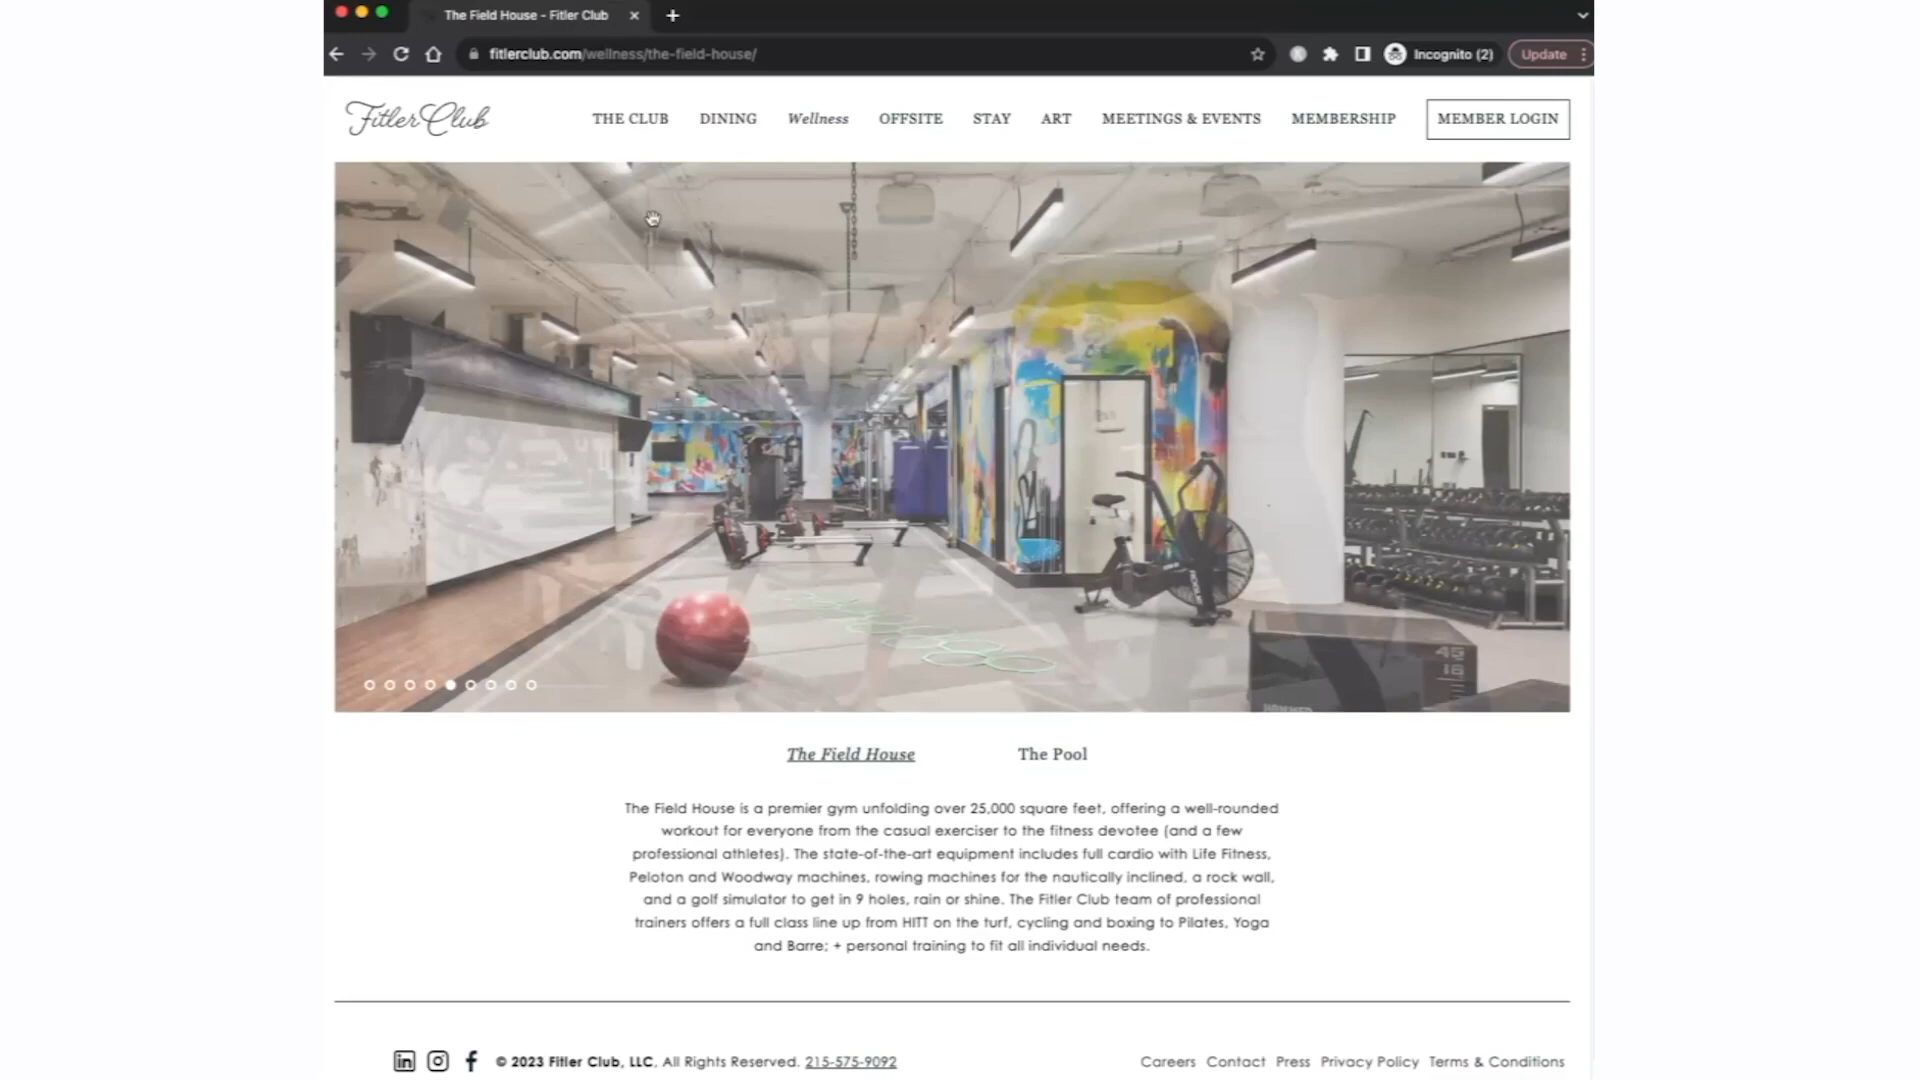 The Field House - Fitler Club
fitlerclub.com/wellness/the-field-house/
Incognito (2)
Update
Fitler Club
THE CLUB
DINING
Wellness
OFFSITE
STAY
ART
MEETINGS & EVENTS
MEMBERSHIP
MEMBER LOGIN
45
18
The Field House
The Pool
The Field House is a premier gym unfolding over 25,000 square feet, offering a well-rounded
workout for everyone from the casual exerciser to the fitness devotee (and a few
professional athletes). The state-of-the-art equipment includes full cardio with Life Fitness,
Peloton and Woodway machines, rowing machines for the nautically inclined, a rock wall,
and a golf simulator to get in 9 holes, rain or shine. The Fitler Club team of professional
trainers offers a full class line up from HITT on the turf, cycling and boxing to Pilates, Yoga
and Barre; + personal training to fit all individual needs.
in
© 2023 Fitler Club, LLC, All Rights Reserved. 215-575-9092
Careers
Contact
Press
Privacy Policy
Terms & Conditions